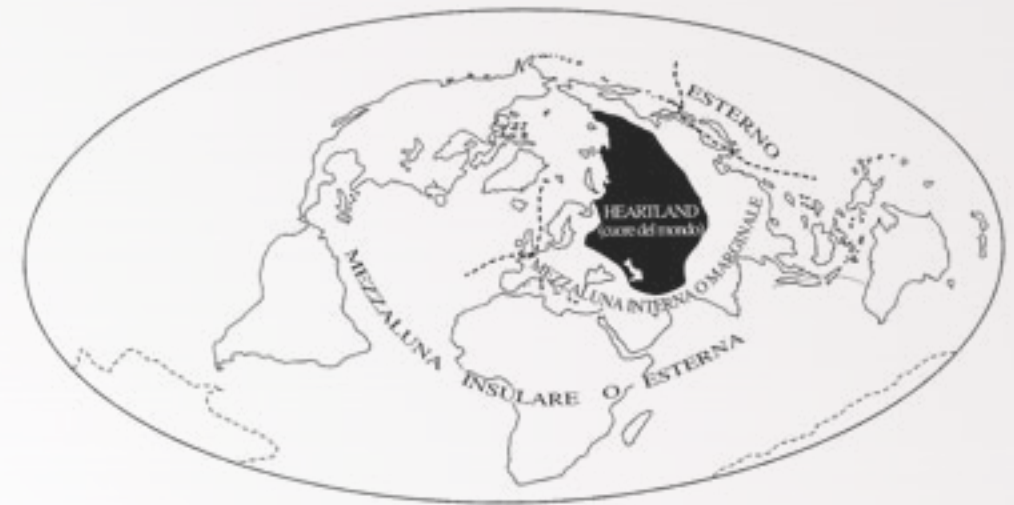 ESTERNO
HEARTLAND
(cuore del mondo)
MEZZALUNA INTERNA O MARGINALE
MEZZALUNA INSULARE O ESTERNA